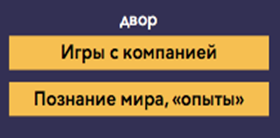 двор
Игры с компанией
Познание мира, «опыты»